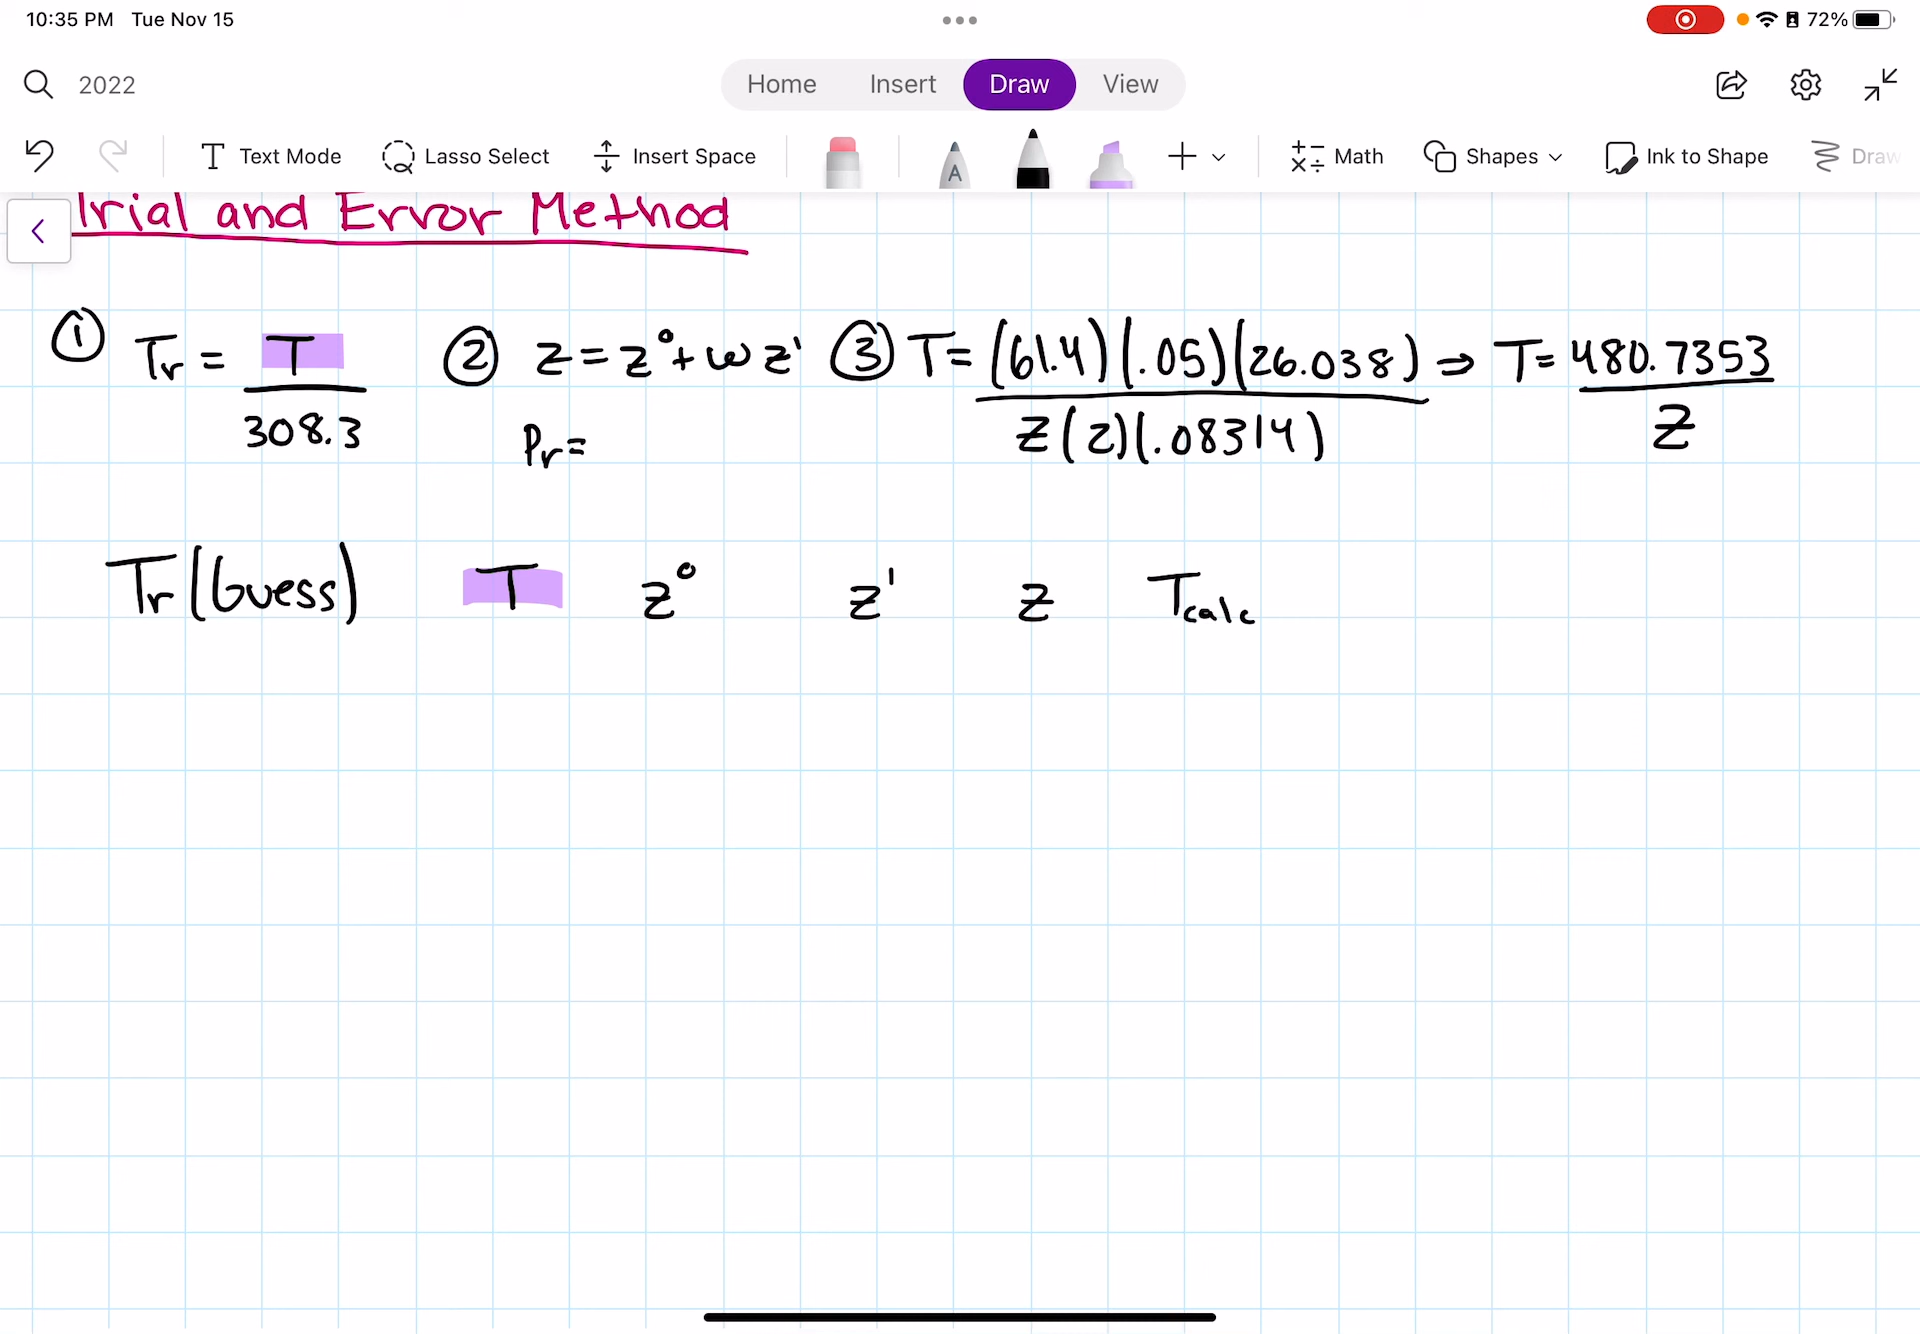 10:35 PM Tue Nov 15 72%
2022 Home Insert Draw View
T Text Mode Lasso Select Insert Space A Math Shapes Ink to Shape Draw
Trial and Error Method
① Tr = T / 308.3 ② z = z° + ω z' ③ T = (61.4)(.05)(26.038) / z(2)(.08314) ⇒ T = 480.7353 / z
Pr =
Tr (Guess) T z° z' z Tcalc